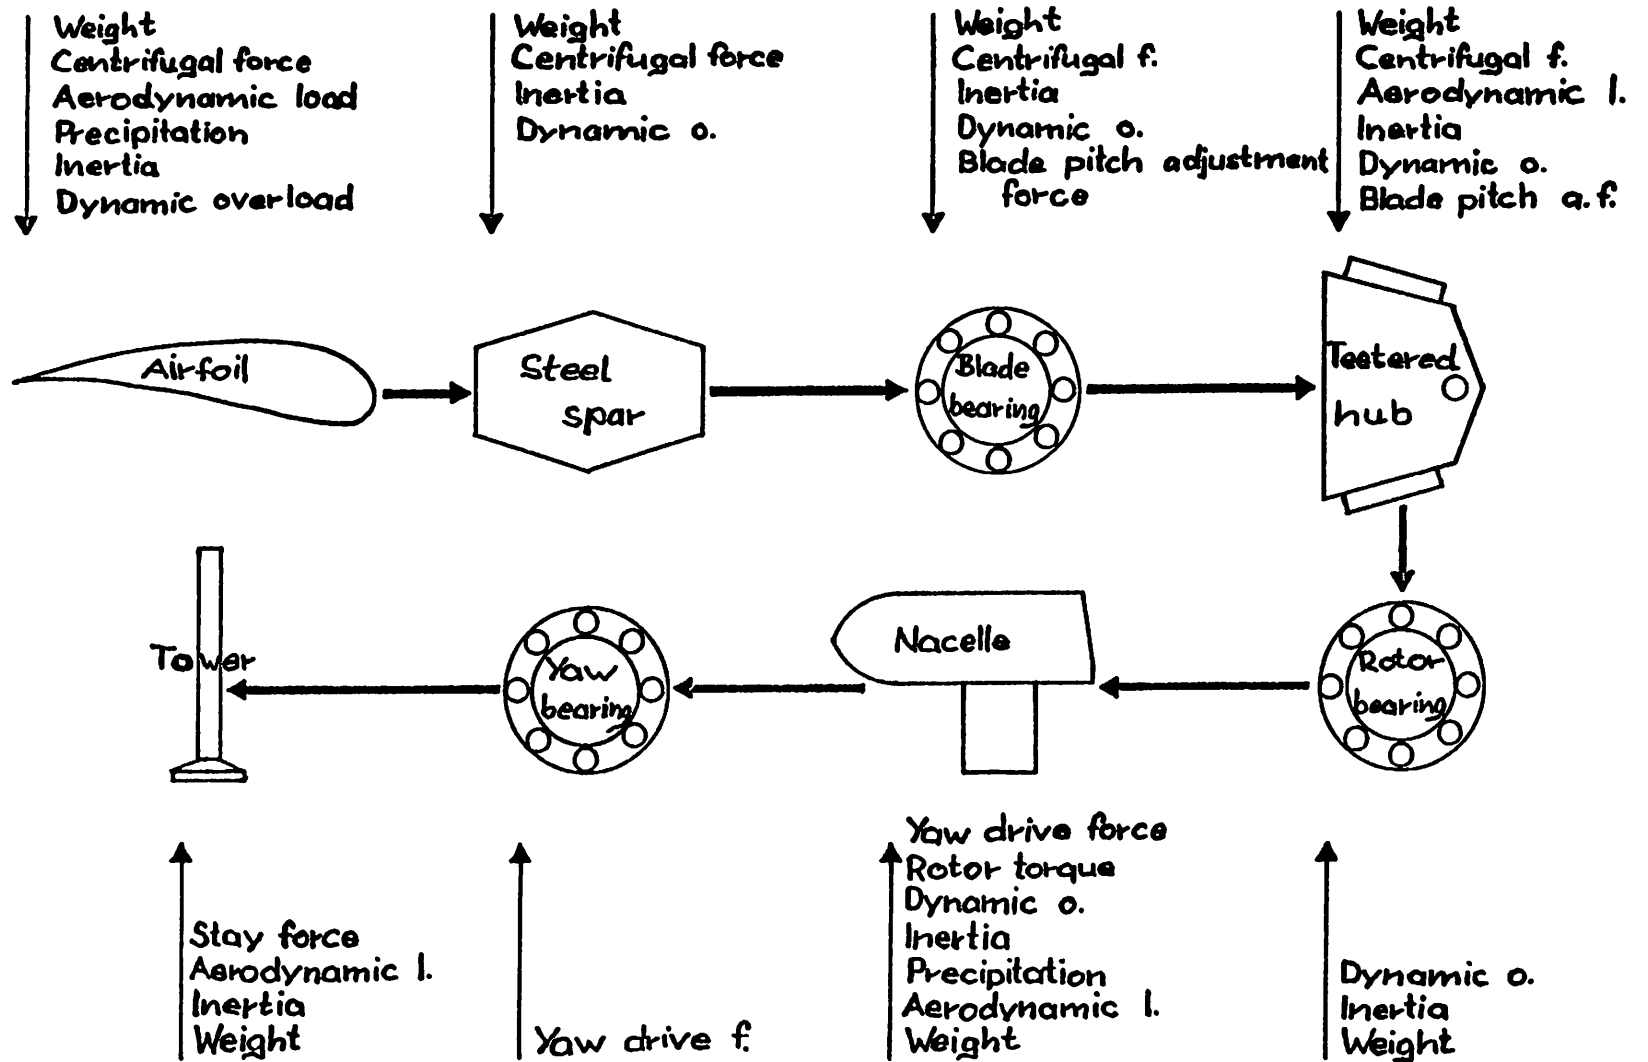 Weight
Centrifugal force
Aerodynamic load
Precipitation
Inertia
Dynamic overload
Weight
Centrifugal force
Inertia
Dynamic o.
Weight
Centrifugal f.
Inertia
Dynamic o.
Blade pitch adjustment
force
Weight
Centrifugal f.
Aerodynamic l.
Inertia
Dynamic o.
Blade pitch a.f.
Airfoil
Steel
spar
Blade
bearing
Teetered
hub
Tower
Yaw
bearing
Nacelle
Rotor
bearing
Stay force
Aerodynamic l.
Inertia
Weight
Yaw drive f.
Yaw drive force
Rotor torque
Dynamic o.
Inertia
Precipitation
Aerodynamic l.
Weight
Dynamic o.
Inertia
Weight